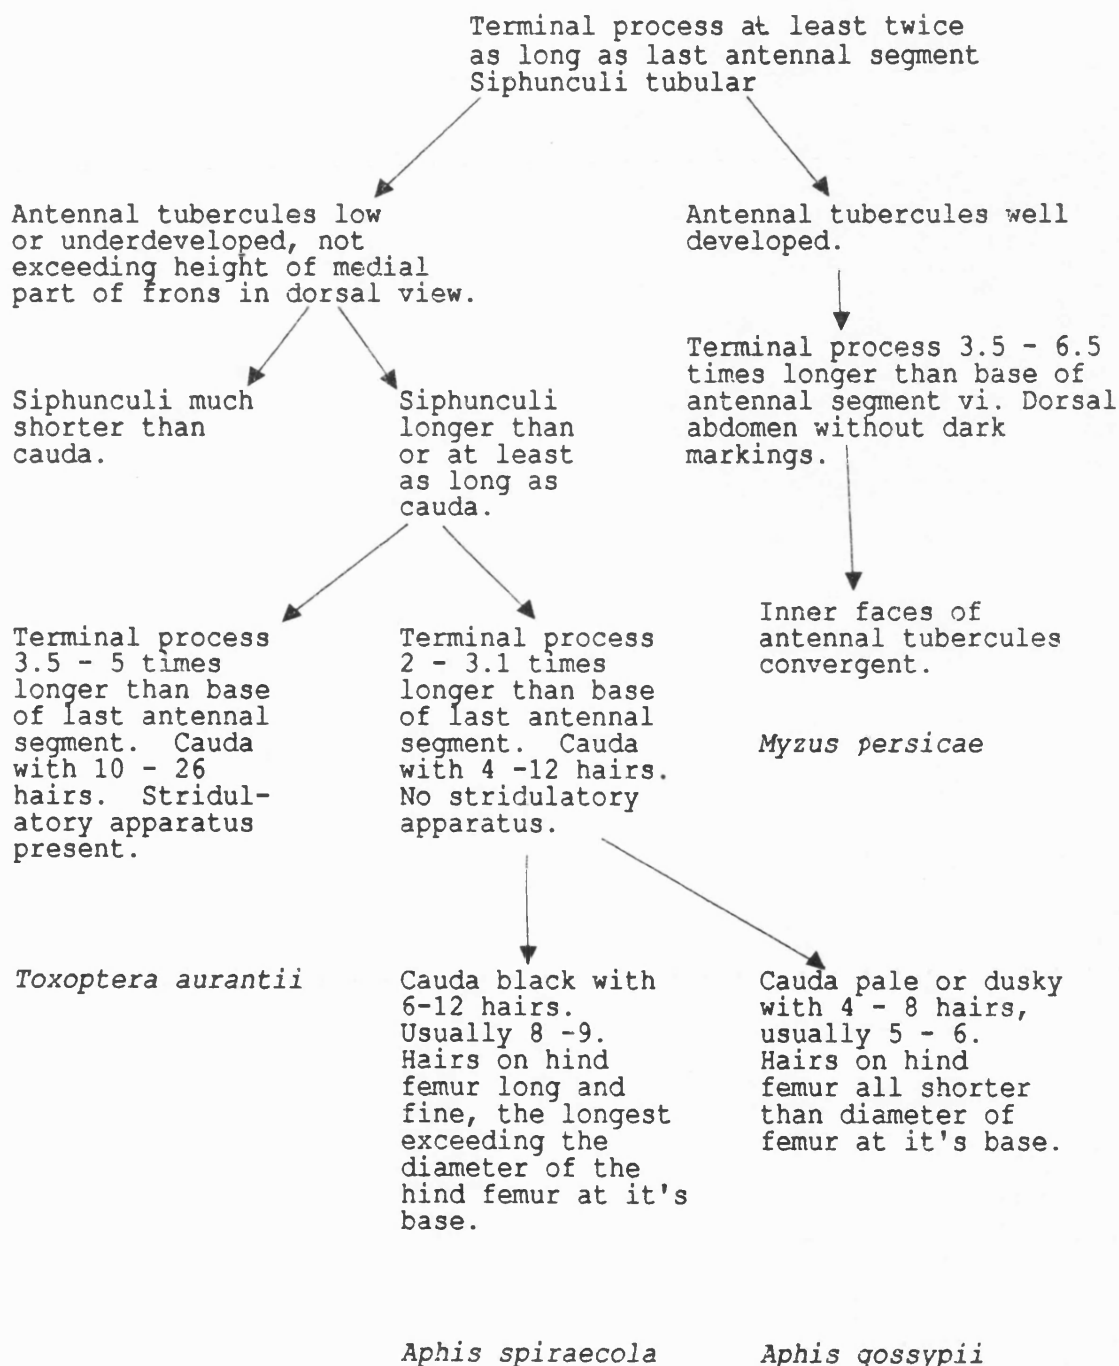 Terminal process at least twice
as long as last antennal segment
Siphunculi tubular
Antennal tubercules low
or underdeveloped, not
exceeding height of medial
part of frons in dorsal view.
Antennal tubercules well
developed.
Siphunculi much
shorter than
cauda.
Siphunculi
longer than
or at least
as long as
cauda.
Terminal process 3.5 - 6.5
times longer than base of
antennal segment vi. Dorsal
abdomen without dark
markings.
Terminal process
3.5 - 5 times
longer than base
of last antennal
segment. Cauda
with 10 - 26
hairs. Stridul-
atory apparatus
present.
Terminal process
2 - 3.1 times
longer than base
of last antennal
segment. Cauda
with 4 -12 hairs.
No stridulatory
apparatus.
Inner faces of
antennal tubercules
convergent.
Myzus persicae
Toxoptera aurantii
Cauda black with
6-12 hairs.
Usually 8 -9.
Hairs on hind
femur long and
fine, the longest
exceeding the
diameter of the
hind femur at it's
base.
Cauda pale or dusky
with 4 - 8 hairs,
usually 5 - 6.
Hairs on hind
femur all shorter
than diameter of
femur at it's base.
Aphis spiraecola
Aphis gossypii